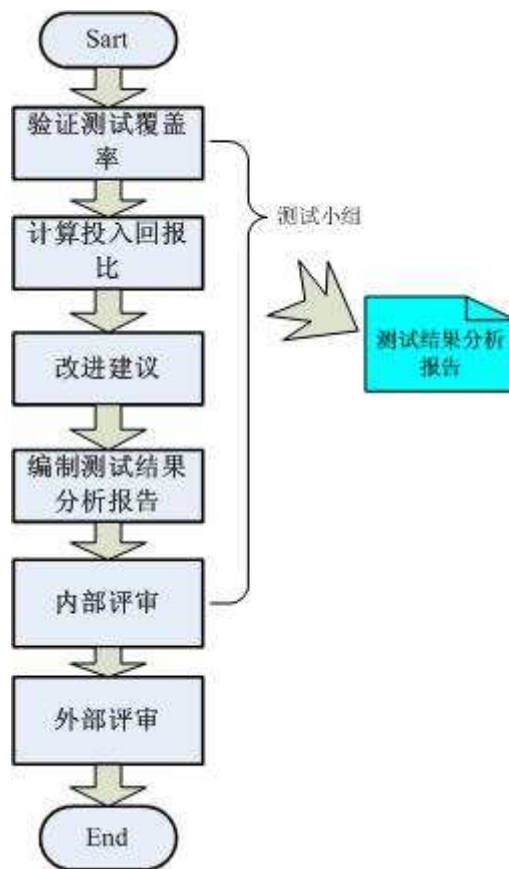 Sart
验证测试覆盖
率
计算投入回报
比
测试小组
改进建议
测试结果分析
报告
编制测试结果
分析报告
内部评审
外部评审
End